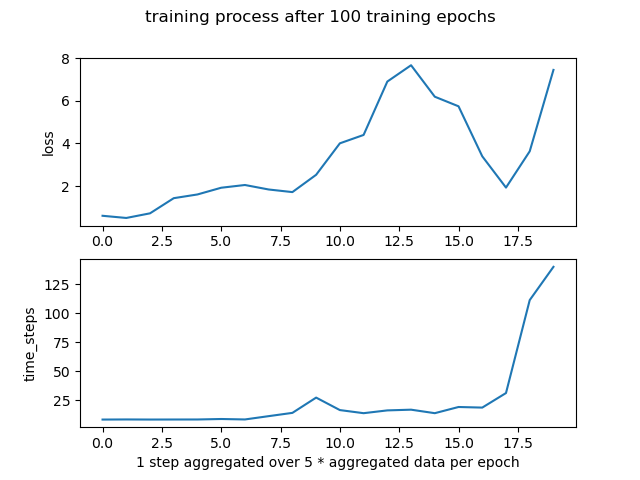 training process after 100 training epochs
8
6
4
2
loss
0.0 2.5 5.0 7.5 10.0 12.5 15.0 17.5
125
100
75
50
25
time_steps
0.0 2.5 5.0 7.5 10.0 12.5 15.0 17.5
1 step aggregated over 5 * aggregated data per epoch